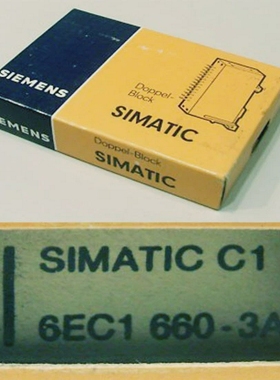 SIEMENS
Doppel-
Block
SIMATIC
SIEMENS
Doppel-Block
SIMATIC
SIMATIC C1
6EC1 660-3A